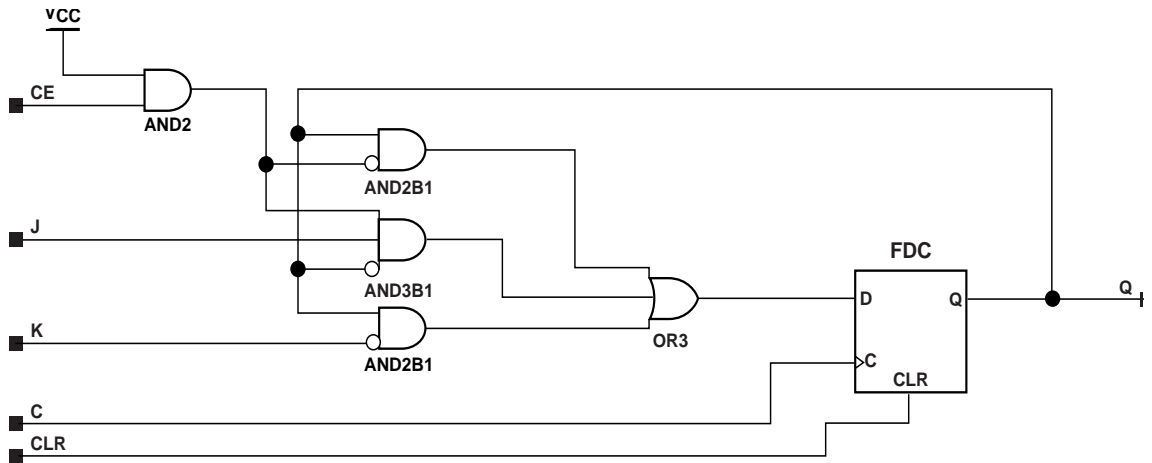 VCC
CE
AND2
AND2B1
J
FDC
AND3B1
D
Q
Q
K
OR3
AND2B1
C
CLR
C
CLR